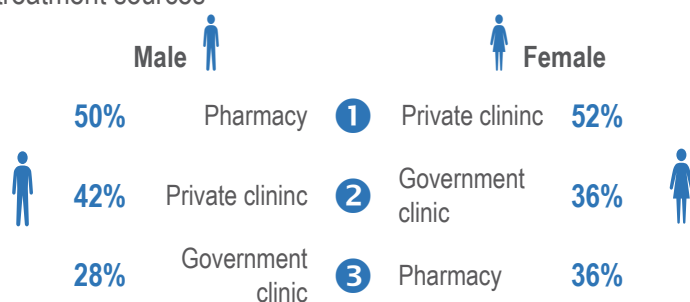 treatment sources
Male Female
50% Pharmacy 1 Private clininc 52%
42% Private clininc 2 Government clinic 36%
28% Government clinic 3 Pharmacy 36%